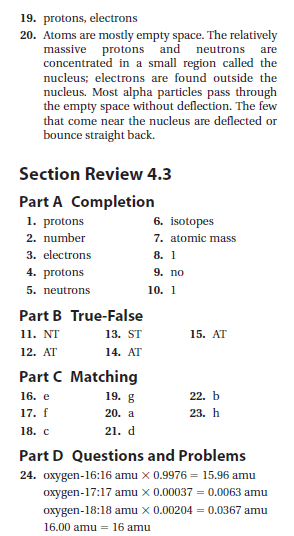 19. protons, electrons
20. Atoms are mostly empty space. The relatively
massive protons and neutrons are
concentrated in a small region called the
nucleus; electrons are found outside the
nucleus. Most alpha particles pass through
the empty space without deflection. The few
that come near the nucleus are deflected or
bounce straight back.
Section Review 4.3
Part A Completion
1. protons
2. number
3. electrons
4. protons
5. neutrons
6. isotopes
7. atomic mass
8. 1
9. no
10. 1
Part B True-False
11. NT
12. AT
13. ST
14. AT
15. AT
Part C Matching
16. e
17. f
18. c
19. g
20. a
21. d
22. b
23. h
Part D Questions and Problems
24. oxygen-16:16 amu × 0.9976 = 15.96 amu
oxygen-17:17 amu × 0.00037 = 0.0063 amu
oxygen-18:18 amu × 0.00204 = 0.0367 amu
16.00 amu = 16 amu